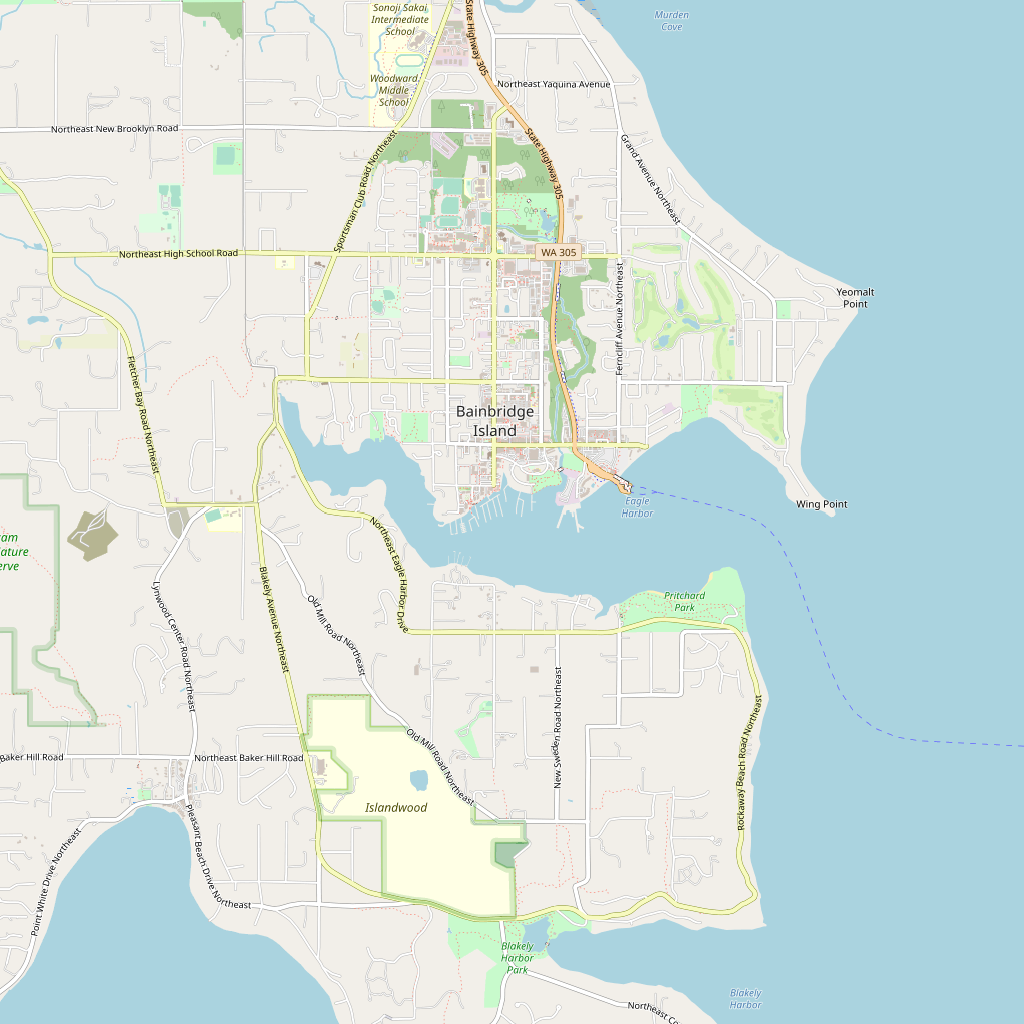 Sonoji Sakai
Intermediate
School
State Highway 305
Murden
Cove
Woodward
Middle
School
Northeast Yaquina Avenue
Northeast New Brooklyn Road
Sportsman Club Road Northeast
State Highway 305
Grand Avenue Northeast
Northeast High School Road
WA 305
Ferncliff Avenue Northeast
Yeomalt
Point
Fletcher Bay Road Northeast
Bainbridge
Island
Eagle
Harbor
Wing Point
Northeast Eagle Harbor Drive
am
ature
erve
Blakely Avenue Northeast
Lynwood Center Road Northeast
Old Mill Road Northeast
Pritchard
Park
New Sweden Road Northeast
Rockaway Beach Road Northeast
Old Mill Road Northeast
Baker Hill Road
Northeast Baker Hill Road
Islandwood
Pleasant Beach Drive Northeast
Point White Drive Northeast
Blakely
Harbor
Park
Blakely
Harbor
Northeast Co